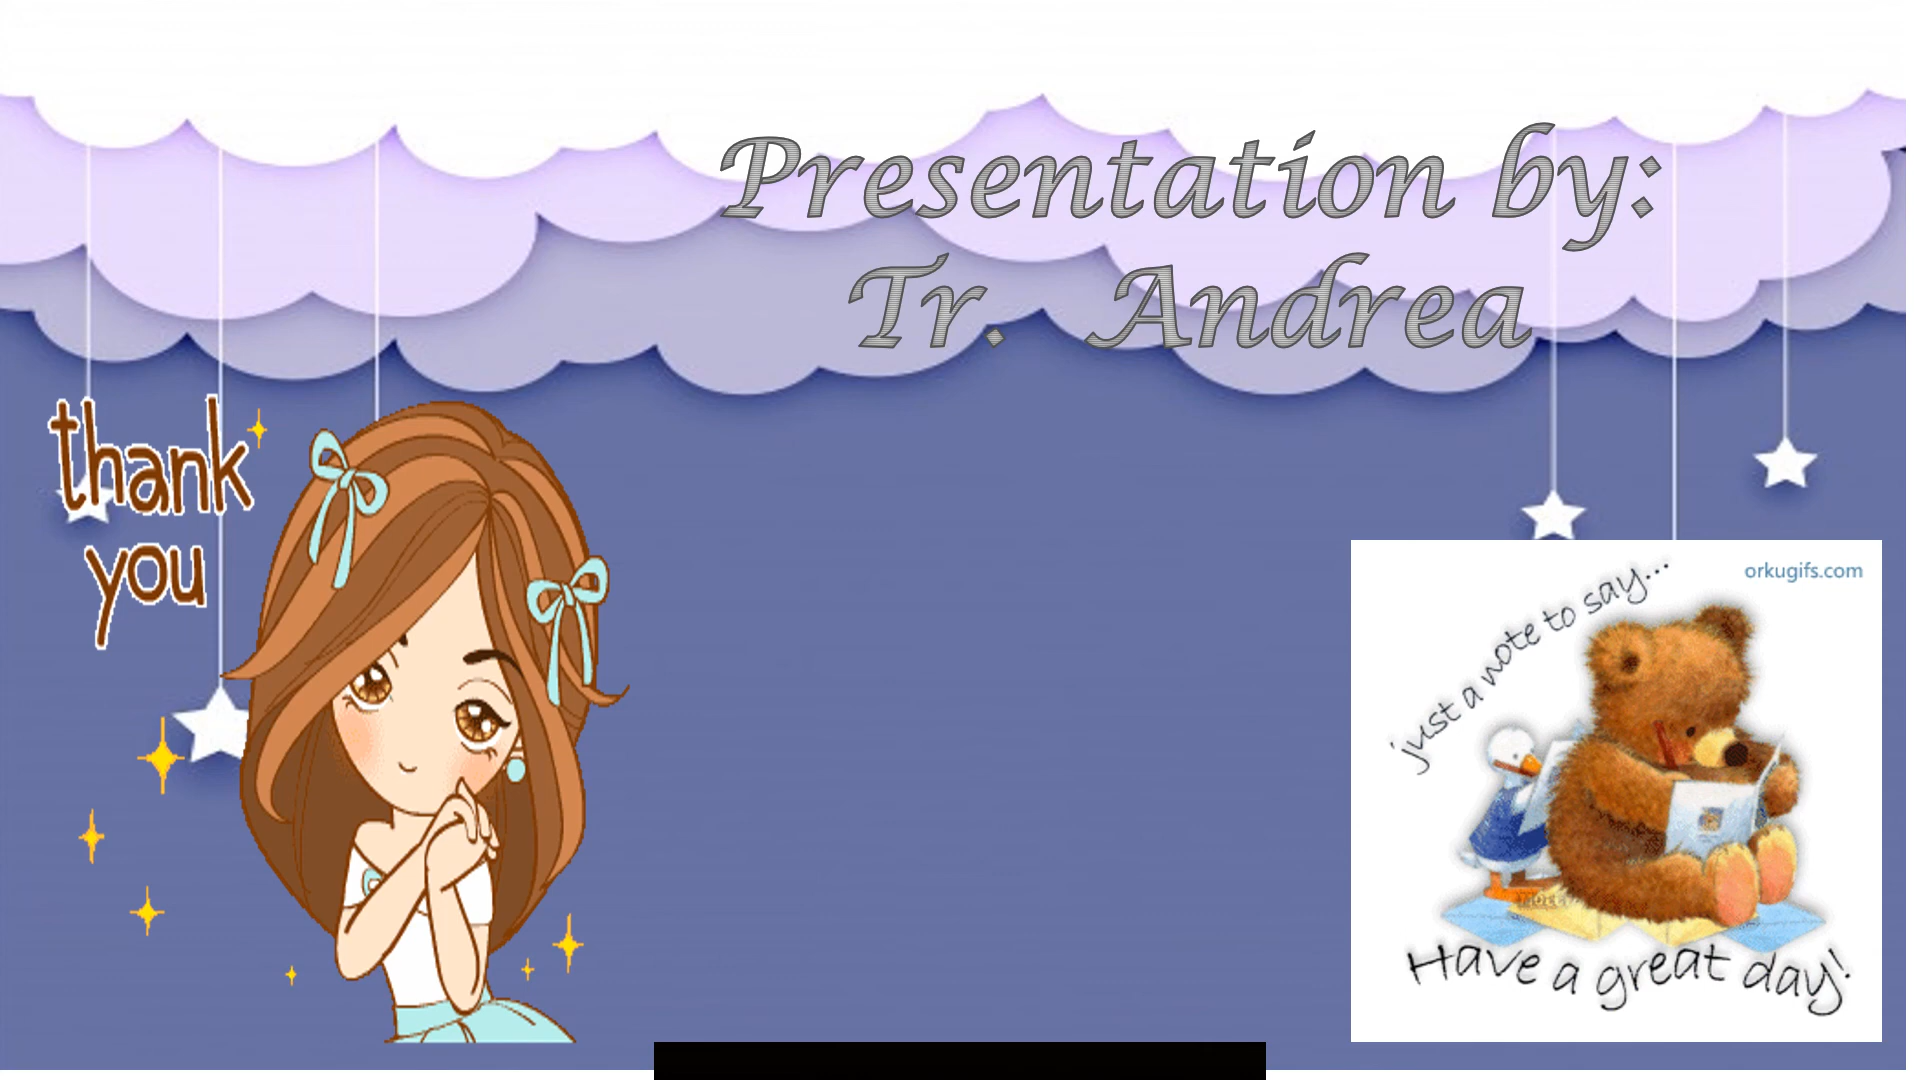 Presentation by:
Tr. Andrea
thank
you
just a note to say...
orkugifs.com
Have a great day!